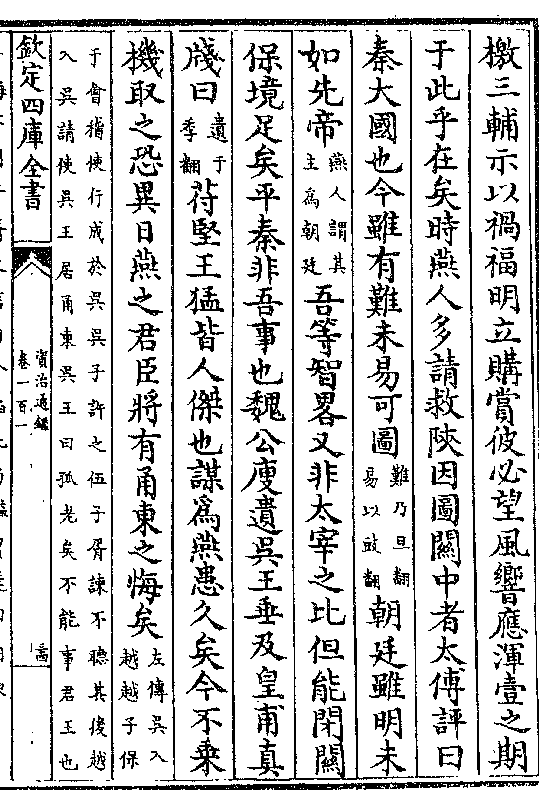 檄三輔示以禍福明立購賞彼必望風響應渾壹之期
于此乎在矣時燕人多請救陜因圖闗中者太傅評曰
秦大國也今雖有難未易可圖難乃旦翻易以豉翻朝廷雖明未
如先帝燕人謂其主為朝廷吾等智畧又非太宰之比但能閉闗
保境足矣平秦非吾事也魏公廋遺吳王垂及皇甫真
牋曰遺于季翻苻堅王猛皆人傑也謀為燕患久矣今不乗
機取之恐異日燕之君臣將有甬東之悔矣左傳吳入越越子保
于會稽使行成於吳吳子許之伍子胥諫不聽其後越
入吳請使吳王居甬東吳王曰孤老矣不能事君王也
欽定四庫全書
資治通鑑
卷一百一